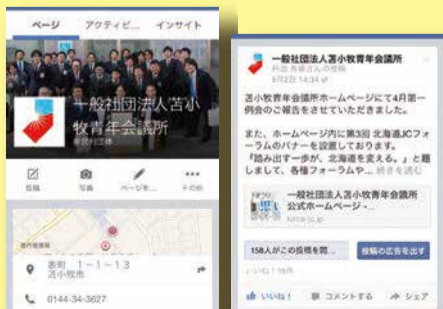 ページ
アクティビ...
インサイト
一般社団法人苫小
牧青年会議所
非営利団体
投稿
写真
ページを...
その他
表町 1-1-13
苫小牧市
0144-34-3627
一般社団法人苫小牧青年会議所
苫小牧青年会議所ホームページにて4月第一
例会のご報告をさせていただきました。
また、ホームページ内に第3回 北海道JCフォ
ーラムのバナーを設置しております。
『踏み出す一歩が、北海道を変える。』と題
しまして、各種フォーラムや... 続きを読む
一般社団法人苫小牧青年会議所
公式ホームページ - ...
toma-jc.jp
158人がこの投稿を閲...
投稿の広告を出す
いいね！
コメントする
シェア